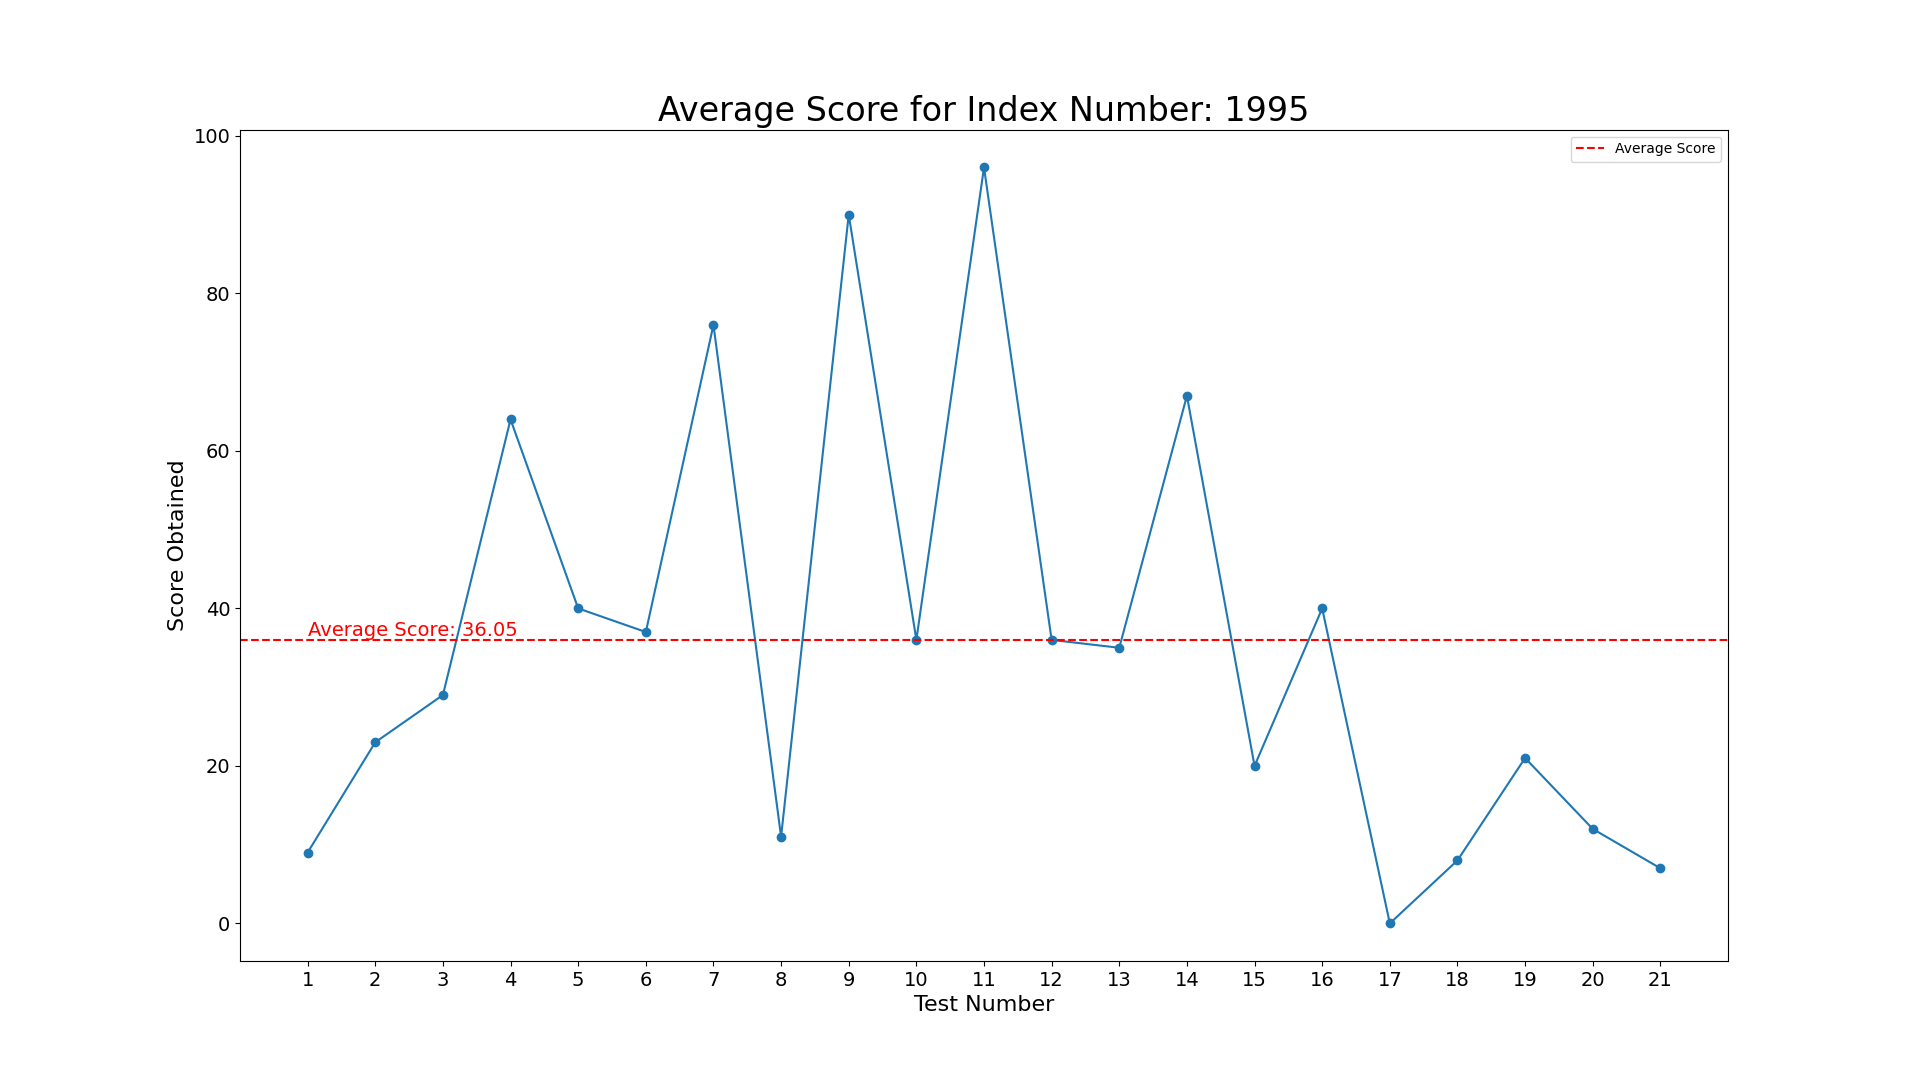 Average Score for Index Number: 1995
100
80
60
40
20
0
Score Obtained
Average Score
Average Score: 36.05
1 2 3 4 5 6 7 8 9 10 11 12 13 14 15 16 17 18 19 20 21
Test Number